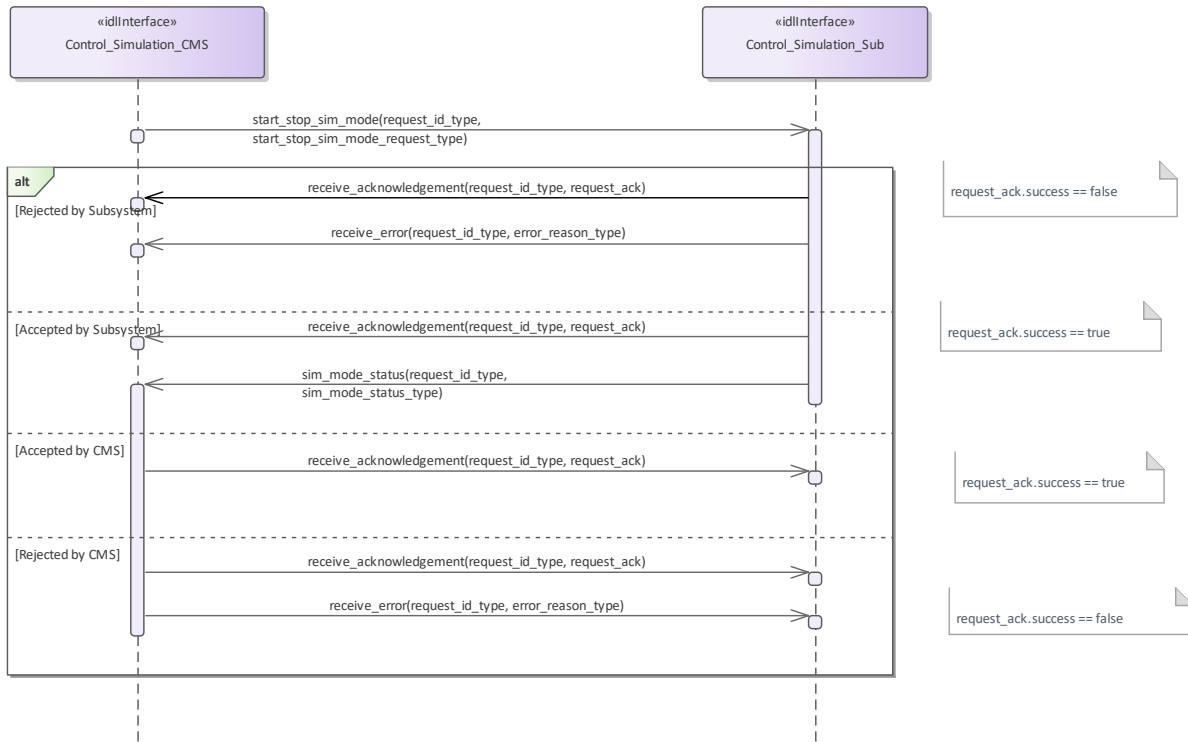 «idlInterface»
Control_Simulation_CMS
«idlInterface»
Control_Simulation_Sub
start_stop_sim_mode(request_id_type,
start_stop_sim_mode_request_type)
alt
receive_acknowledgement(request_id_type, request_ack)
request_ack.success == false
[Rejected by Subsystem]
receive_error(request_id_type, error_reason_type)
[Accepted by Subsystem]
receive_acknowledgement(request_id_type, request_ack)
request_ack.success == true
sim_mode_status(request_id_type,
sim_mode_status_type)
[Accepted by CMS]
receive_acknowledgement(request_id_type, request_ack)
request_ack.success == true
[Rejected by CMS]
receive_acknowledgement(request_id_type, request_ack)
receive_error(request_id_type, error_reason_type)
request_ack.success == false